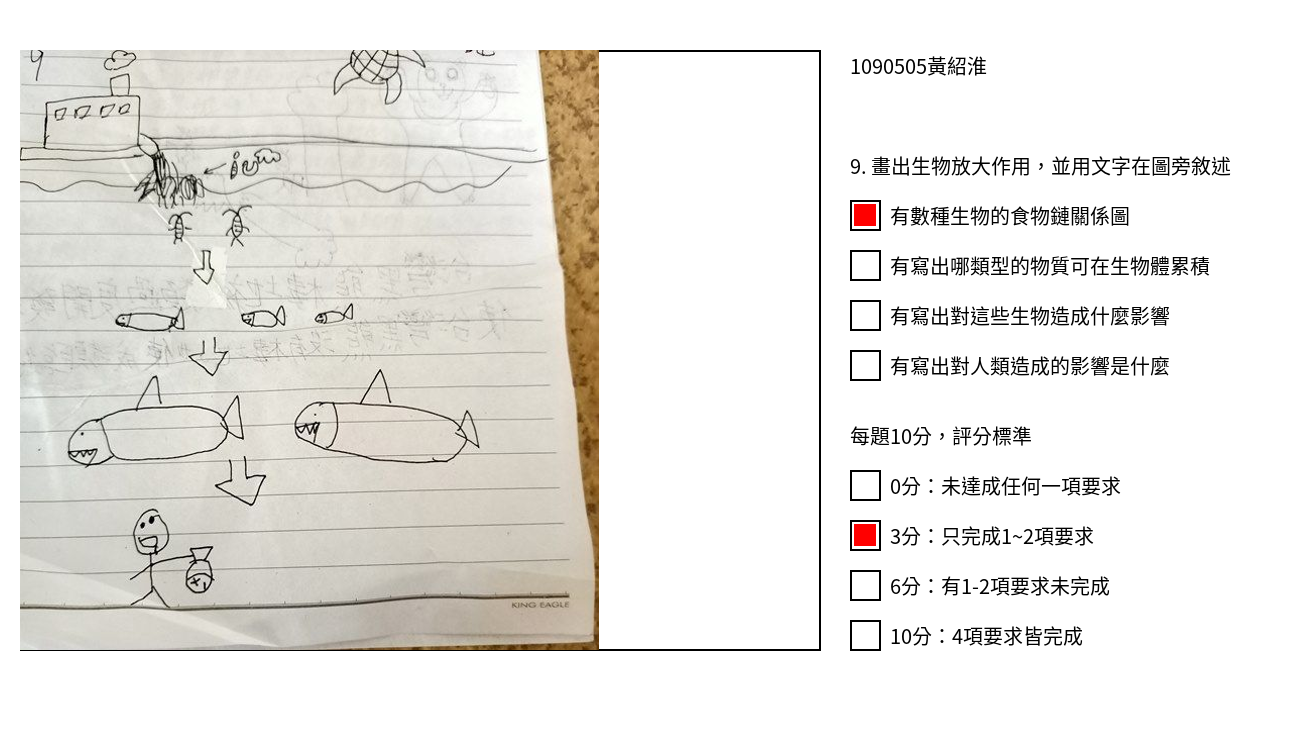 9
1090505黃紹淮
9. 畫出生物放大作用，並用文字在圖旁敘述
有數種生物的食物鏈關係圖
有寫出哪類型的物質可在生物體累積
有寫出對這些生物造成什麼影響
有寫出對人類造成的影響是什麼
每題10分，評分標準
0分：未達成任何一項要求
3分：只完成1~2項要求
6分：有1-2項要求未完成
10分：4項要求皆完成
KING EAGLE